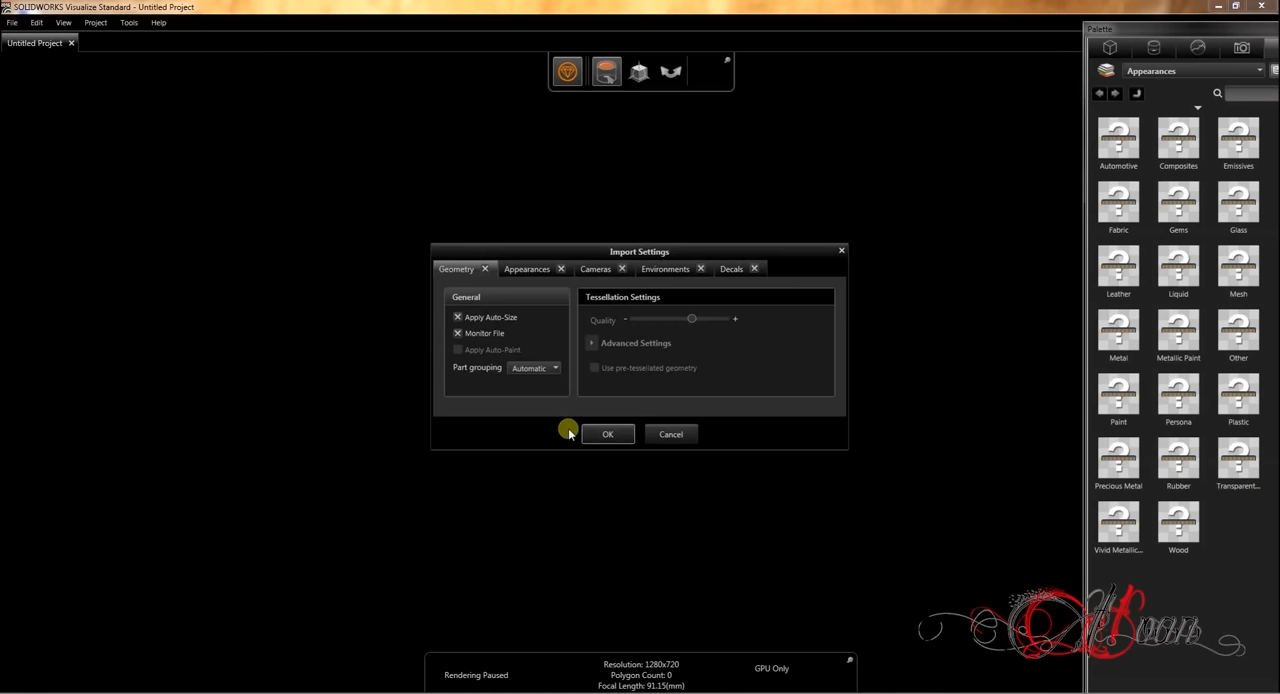 SOLIDWORKS Visualize Standard - Untitled Project
File Edit View Project Tools Help
Untitled Project
Palette
Appearances
Automotive Composites Emissives
Fabric Gems Glass
Leather Liquid Mesh
Metal Metallic Paint Other
Paint Persona Plastic
Precious Metal Rubber Transparent...
Vivid Metallic... Wood
Import Settings
Geometry Appearances Cameras Environments Decals
General
Apply Auto-Size
Monitor File
Apply Auto-Paint
Part grouping Automatic
Tessellation Settings
Quality - +
Advanced Settings
Use pre-tessellated geometry
OK Cancel
Rendering Paused
Resolution: 1280x720
Polygon Count: 0
Focal Length: 91.15(mm)
GPU Only